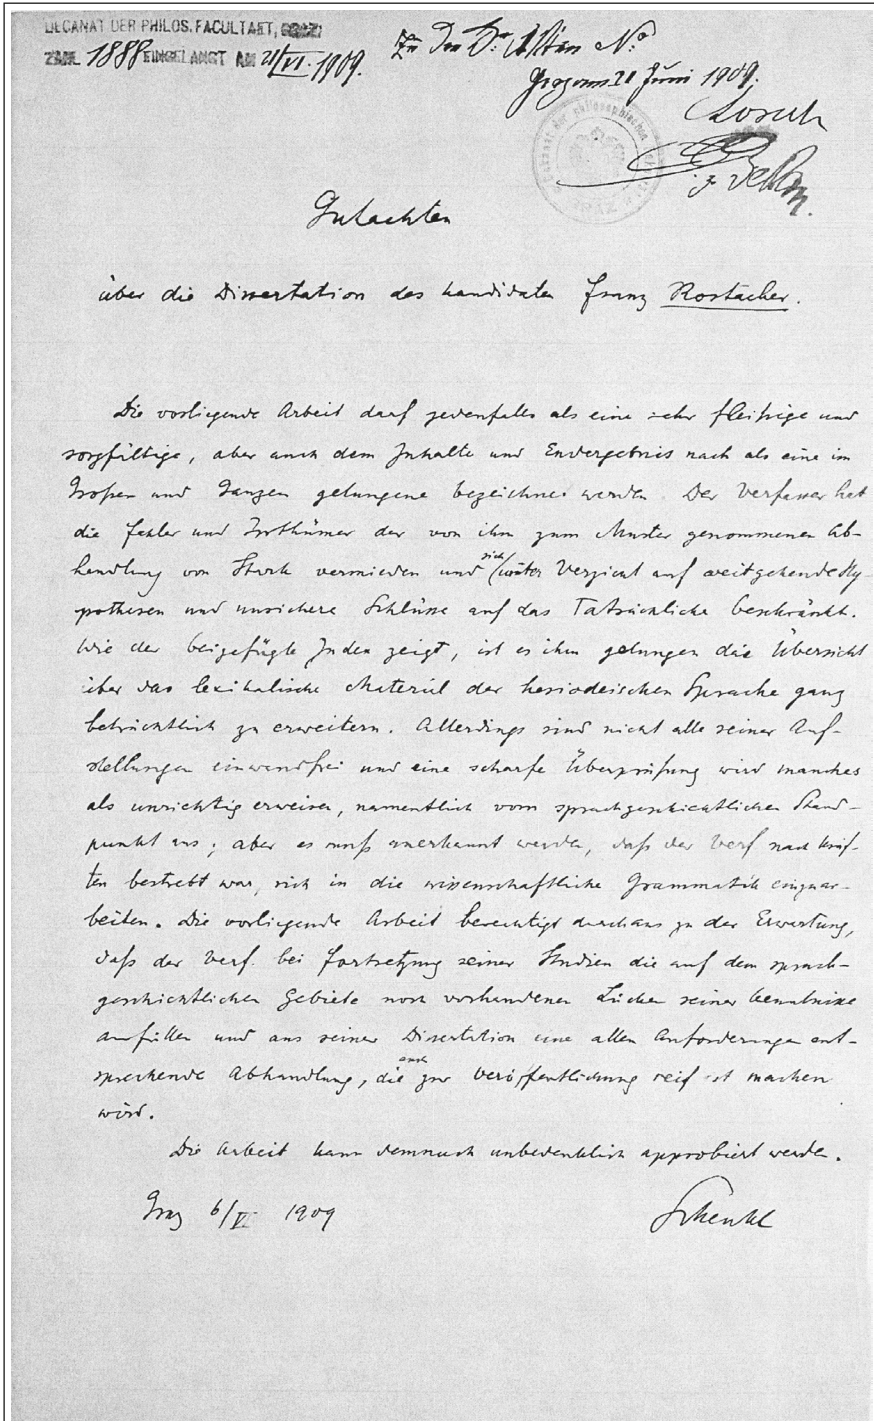 DECANAT DER PHILOS. FACULTAET, GRAZ
ZAHL 1888 EINGELANGT AM 21/VI. 1909.
Zu den Dr. Akten No
Graz am 21 Juni 1909.
Gutachten
über die Dissertation des Kandidaten Franz Rostacher.
Die vorliegende Arbeit darf jedenfalls als eine sehr fleißige und
sorgfältige, aber auch dem Inhalte und Endergebnis nach als eine im
Großen und Ganzen gelungene bezeichnet werden. Der Verfasser hat
die Fehler und Irrthümer der von ihm zum Muster genommenen Ab-
handlung von Sterk vermieden und sich unter Verzicht auf weitgehende Hy-
pothesen und unsichere Schlüsse auf das Tatsächliche beschränkt.
Wie der beigefügte Index zeigt, ist es ihm gelungen die Übersicht
über das lexikalische Material der hesiodeischen Sprache ganz
beträchtlich zu erweitern. Allerdings sind nicht alle seiner Auf-
stellungen einwandfrei und eine scharfe Überprüfung wird manches
als unrichtig erweisen, namentlich vom sprachgeschichtlichen Stand-
punkt aus; aber es muß anerkannt werden, daß der Verf nach Kräf-
ten bestrebt war, sich in die wissenschaftliche Grammatik einzuar-
beiten. Die vorliegende Arbeit berechtigt durchaus zu der Erwartung,
daß der Verf. bei Fortsetzung seiner Studien die auf dem sprach-
geschichtlichen Gebiete noch vorhandenen Lücken seiner Kenntnisse
ausfüllen und aus seiner Dissertation eine allen Anforderungen ent-
sprechende Abhandlung, die auch zur Veröffentlichung reif ist machen
wird.
Die Arbeit kann demnach unbedenklich approbiert werden.
Graz 6/VI 1909
Schenkl